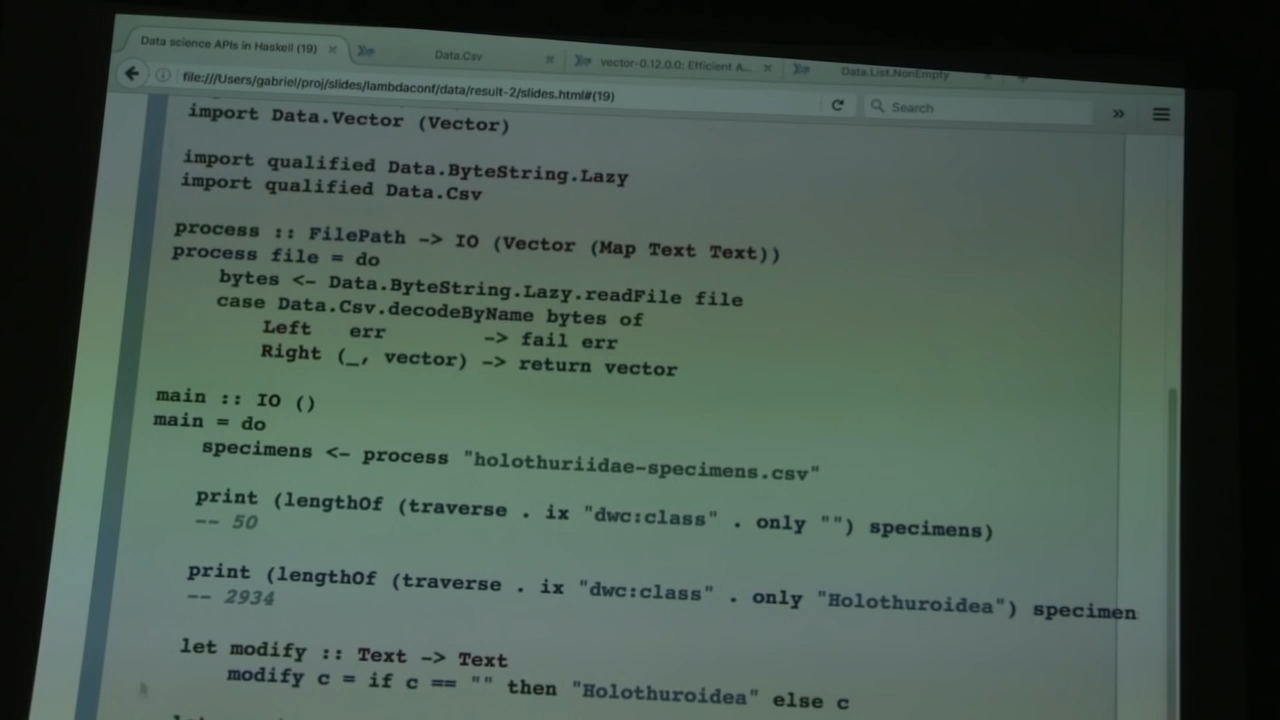 Data science APIs in Haskell (19)
Data.Csv
vector-0.12.0.0: Efficient A...
Data.List.NonEmpty
file:///Users/gabriel/proj/slides/lambdaconf/data/result-2/slides.html#(19)
Search
import Data.Vector (Vector)
import qualified Data.ByteString.Lazy
import qualified Data.Csv
process :: FilePath -> IO (Vector (Map Text Text))
process file = do
bytes <- Data.ByteString.Lazy.readFile file
case Data.Csv.decodeByName bytes of
Left err -> fail err
Right (_, vector) -> return vector
main :: IO ()
main = do
specimens <- process "holothuriidae-specimens.csv"
print (lengthOf (traverse . ix "dwc:class" . only "") specimens)
-- 50
print (lengthOf (traverse . ix "dwc:class" . only "Holothuroidea") specimen
-- 2934
let modify :: Text -> Text
modify c = if c == "" then "Holothuroidea" else c